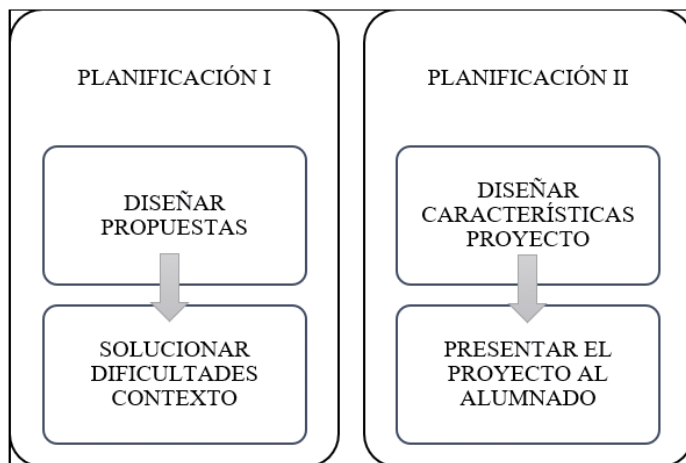 PLANIFICACIÓN I
DISEÑAR
PROPUESTAS
SOLUCIONAR
DIFICULTADES
CONTEXTO
PLANIFICACIÓN II
DISEÑAR
CARACTERÍSTICAS
PROYECTO
PRESENTAR EL
PROYECTO AL
ALUMNADO